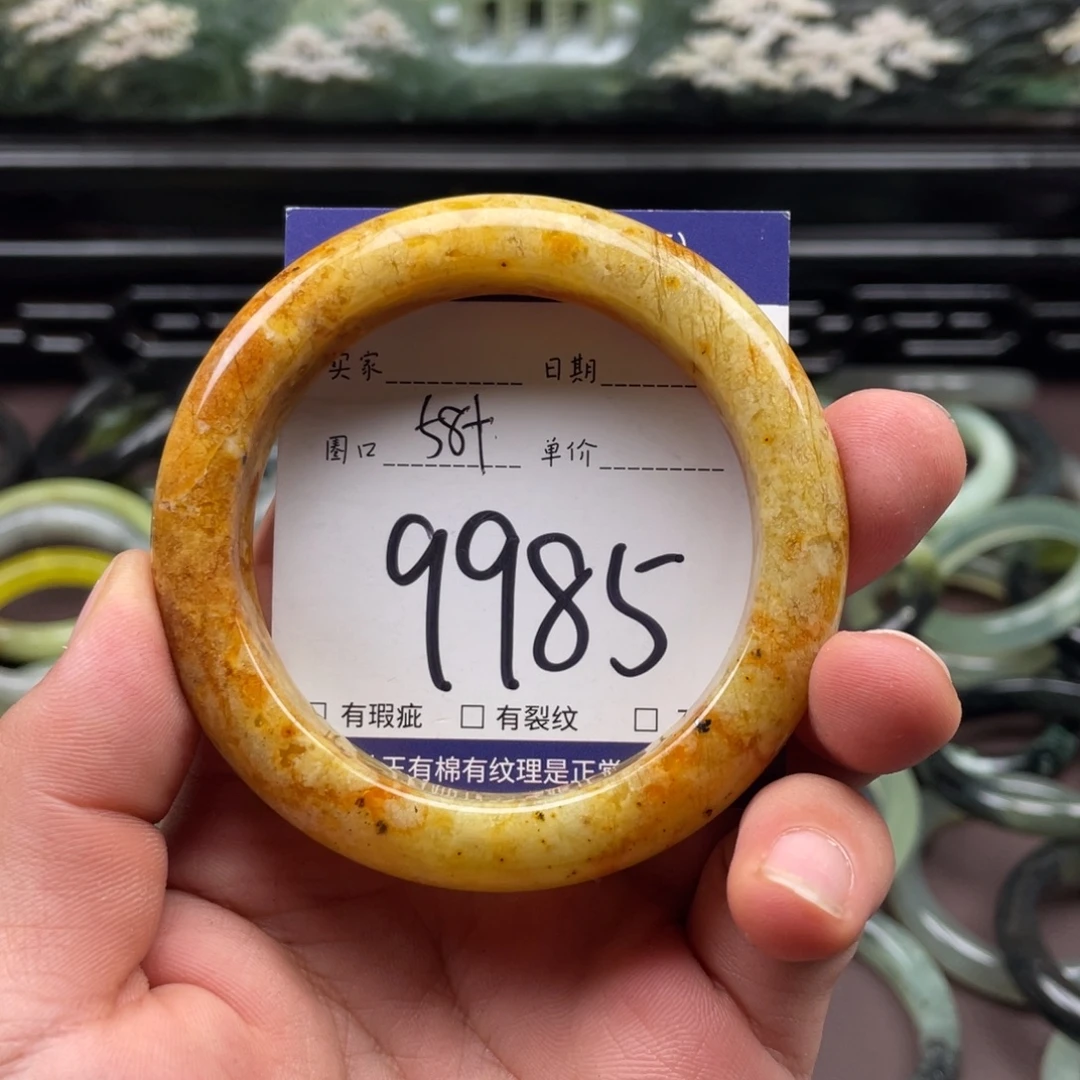 买家 日期
圈口 58+ 单价
9985
□ 有瑕疵 □ 有裂纹 □
有棉有纹理是正常